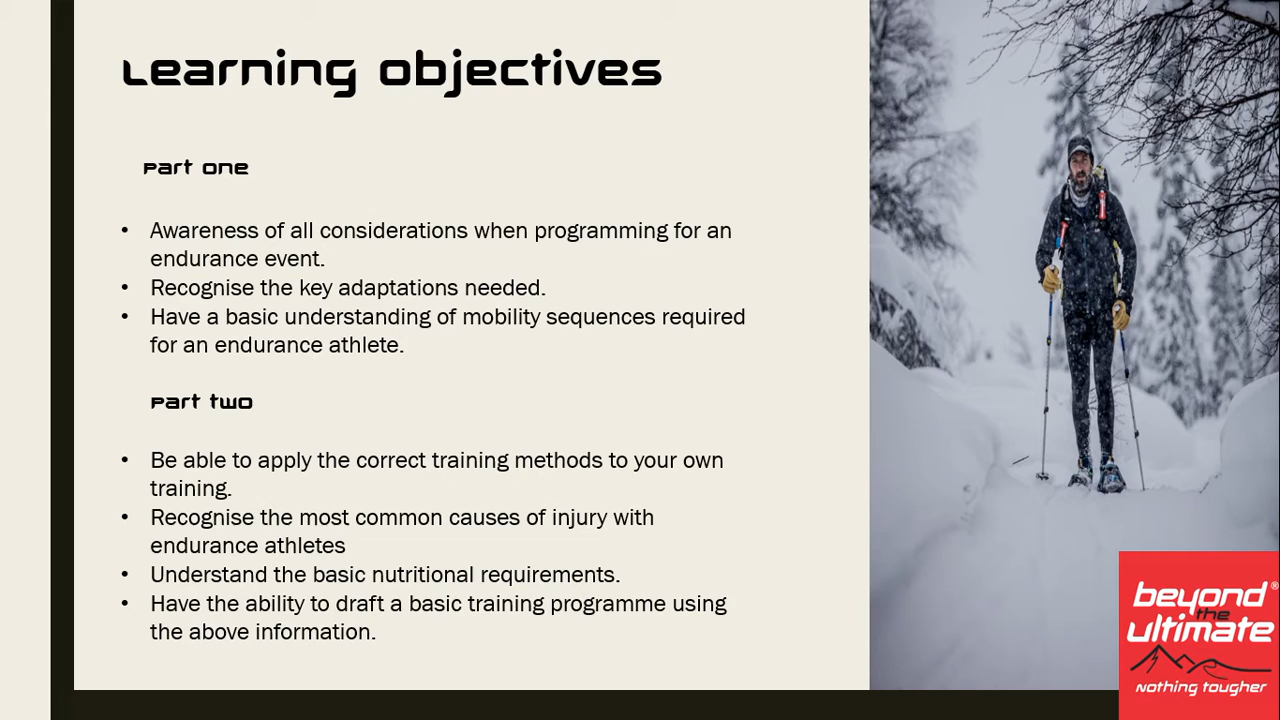 Learning objectives
Part one
• Awareness of all considerations when programming for an
endurance event.
• Recognise the key adaptations needed.
• Have a basic understanding of mobility sequences required
for an endurance athlete.
Part two
• Be able to apply the correct training methods to your own
training.
• Recognise the most common causes of injury with
endurance athletes
• Understand the basic nutritional requirements.
• Have the ability to draft a basic training programme using
the above information.
beyond®
the
ultimate
Nothing tougher